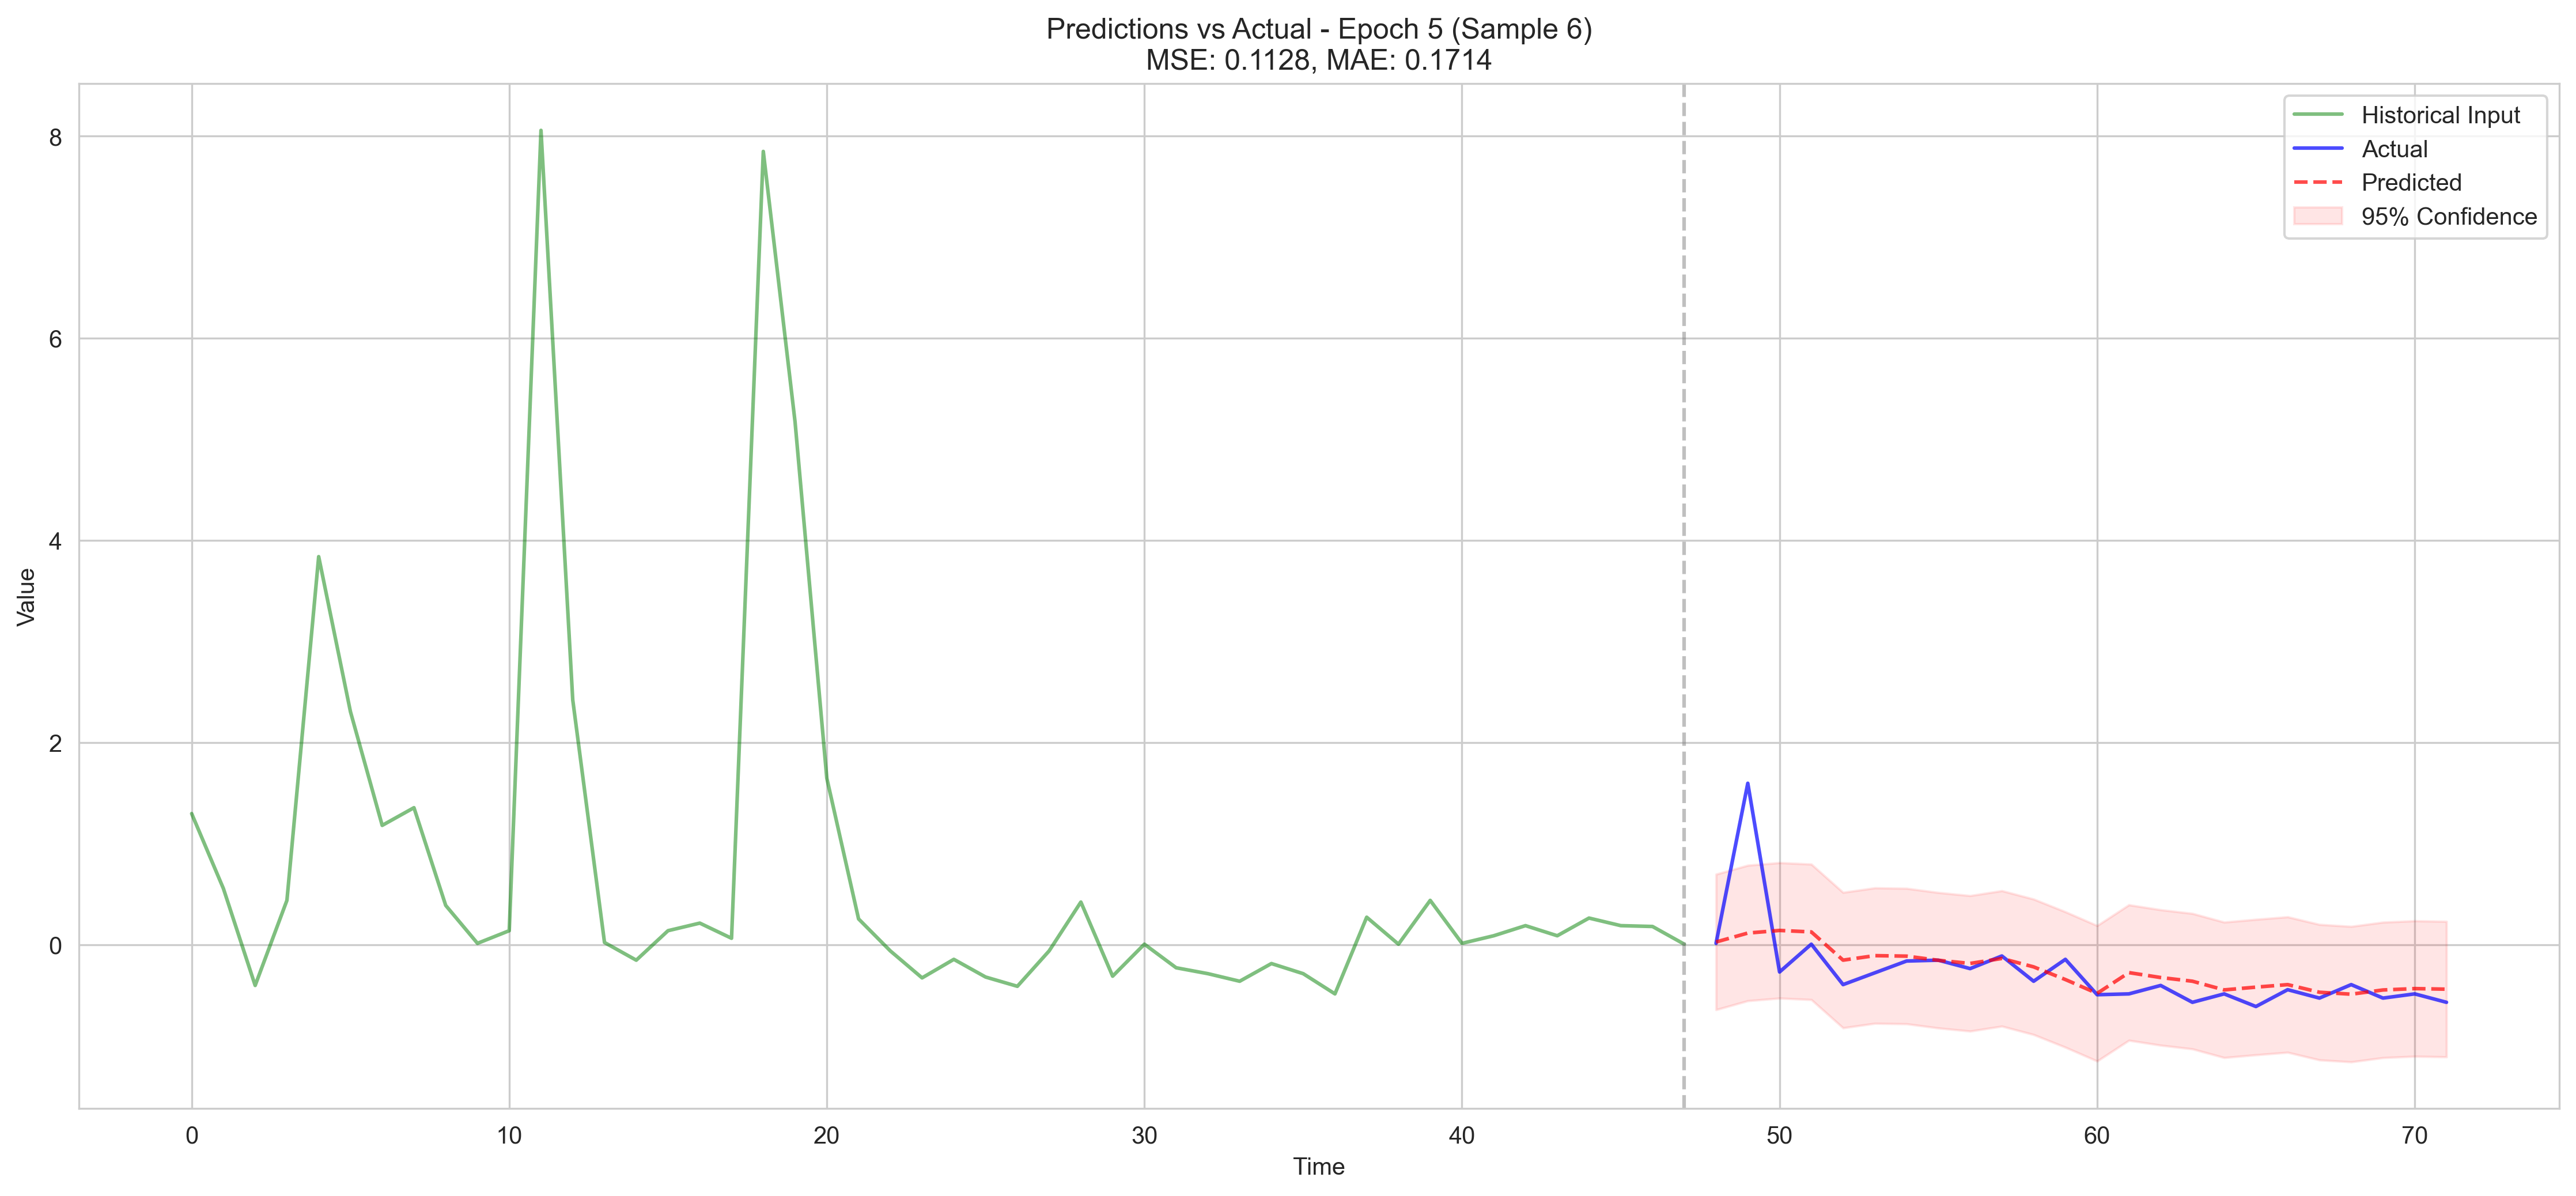 Predictions vs Actual - Epoch 5 (Sample 6)
MSE: 0.1128, MAE: 0.1714
Historical Input
Actual
Predicted
95% Confidence
8
6
4
2
0
Value
0 10 20 30 40 50 60 70
Time